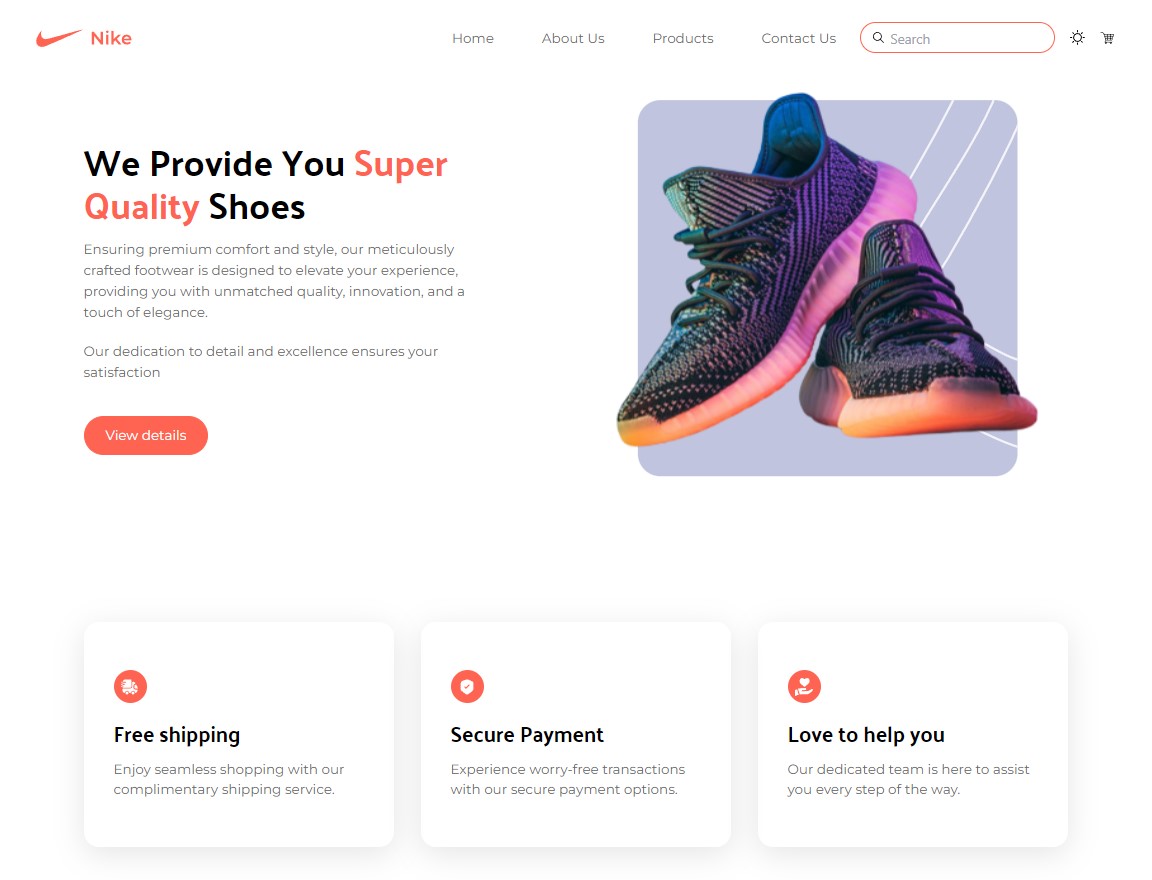 Nike
Home
About Us
Products
Contact Us
Search
We Provide You Super
Quality Shoes
Ensuring premium comfort and style, our meticulously
crafted footwear is designed to elevate your experience,
providing you with unmatched quality, innovation, and a
touch of elegance.
Our dedication to detail and excellence ensures your
satisfaction
View details
Free shipping
Enjoy seamless shopping with our
complimentary shipping service.
Secure Payment
Experience worry-free transactions
with our secure payment options.
Love to help you
Our dedicated team is here to assist
you every step of the way.